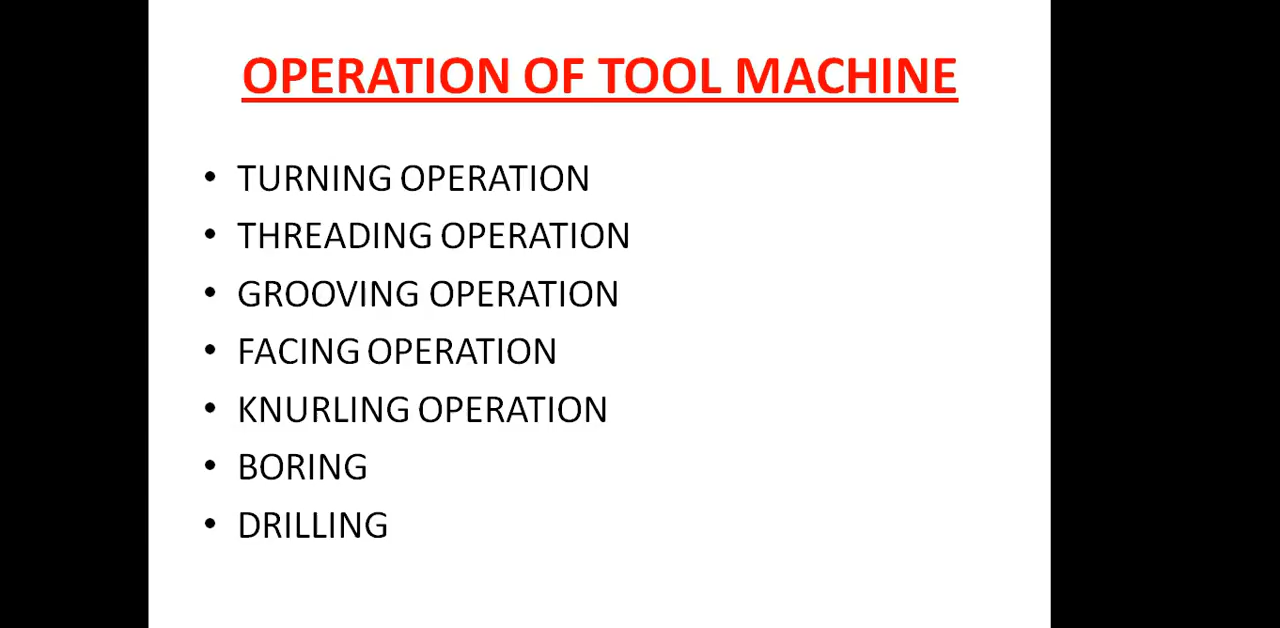 OPERATION OF TOOL MACHINE
• TURNING OPERATION
• THREADING OPERATION
• GROOVING OPERATION
• FACING OPERATION
• KNURLING OPERATION
• BORING
• DRILLING